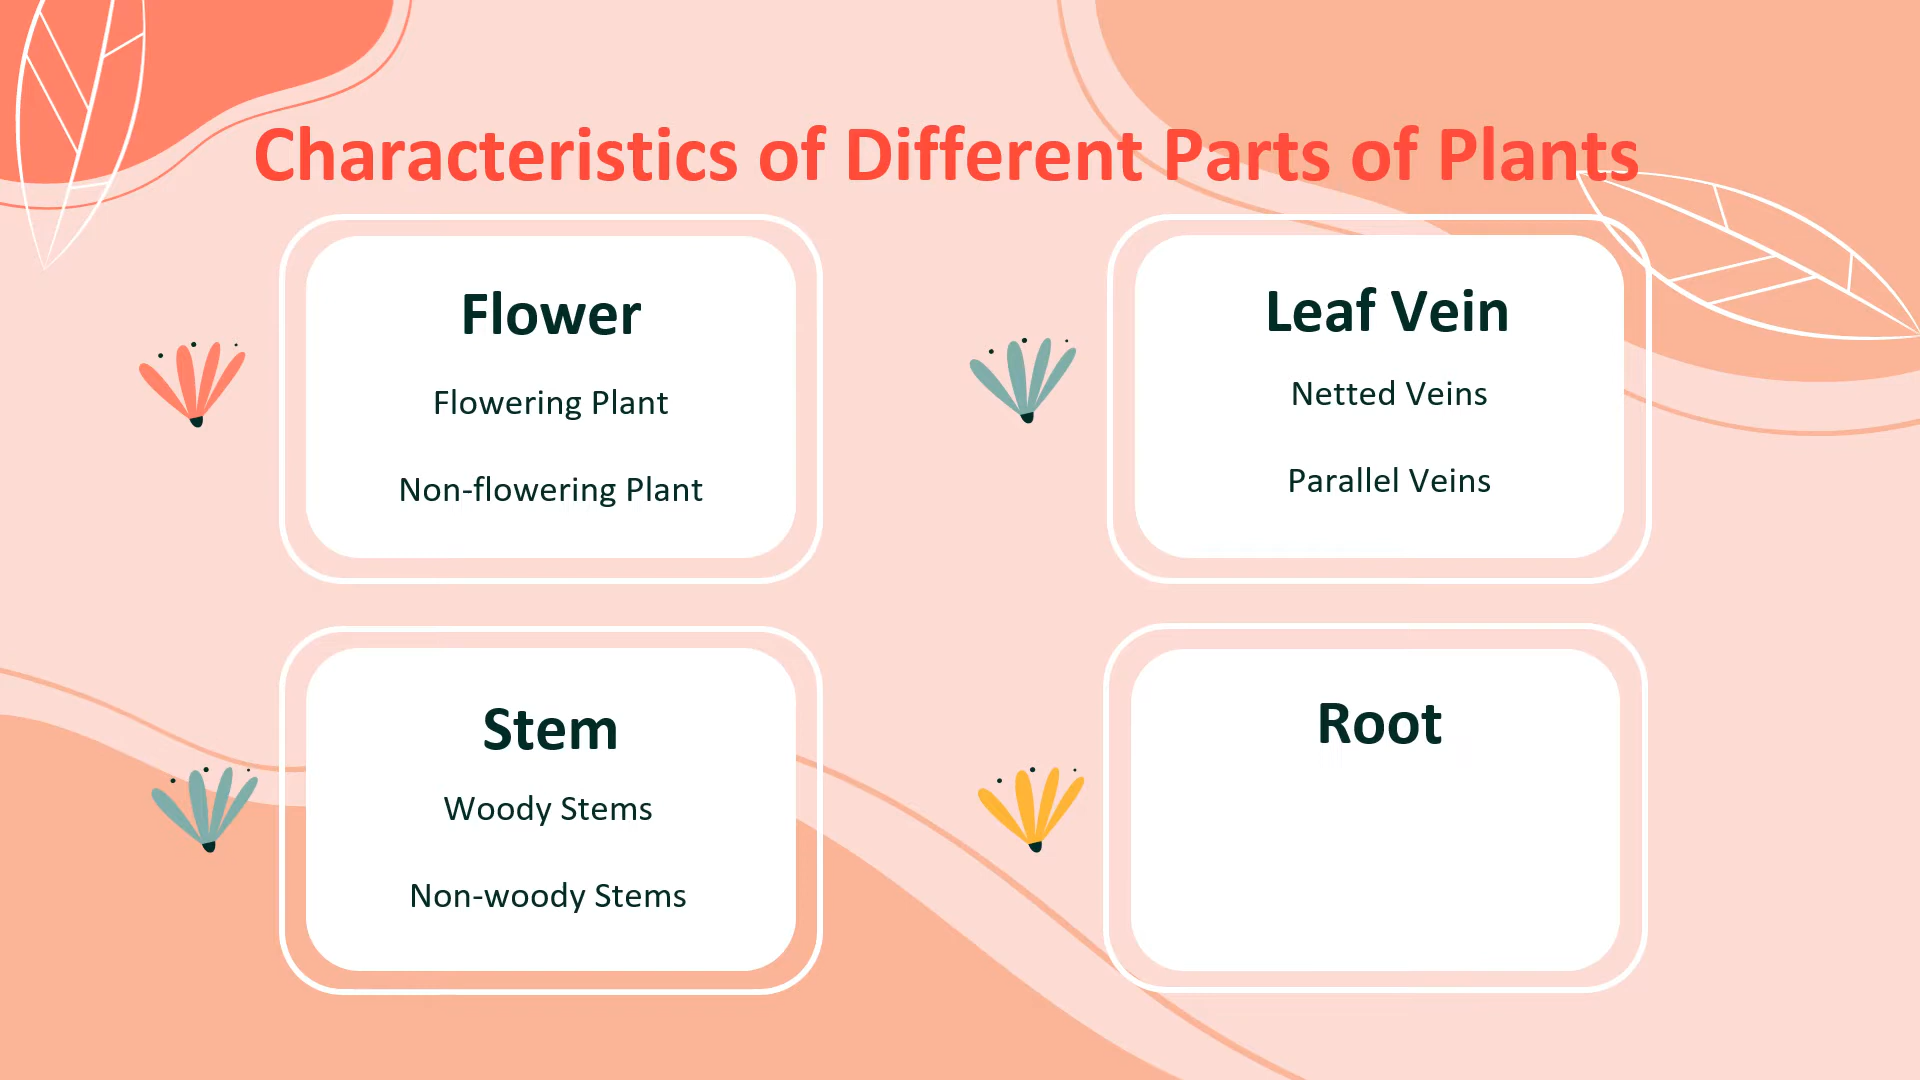 Characteristics of Different Parts of Plants
Flower
Flowering Plant
Non-flowering Plant
Leaf Vein
Netted Veins
Parallel Veins
Stem
Woody Stems
Non-woody Stems
Root